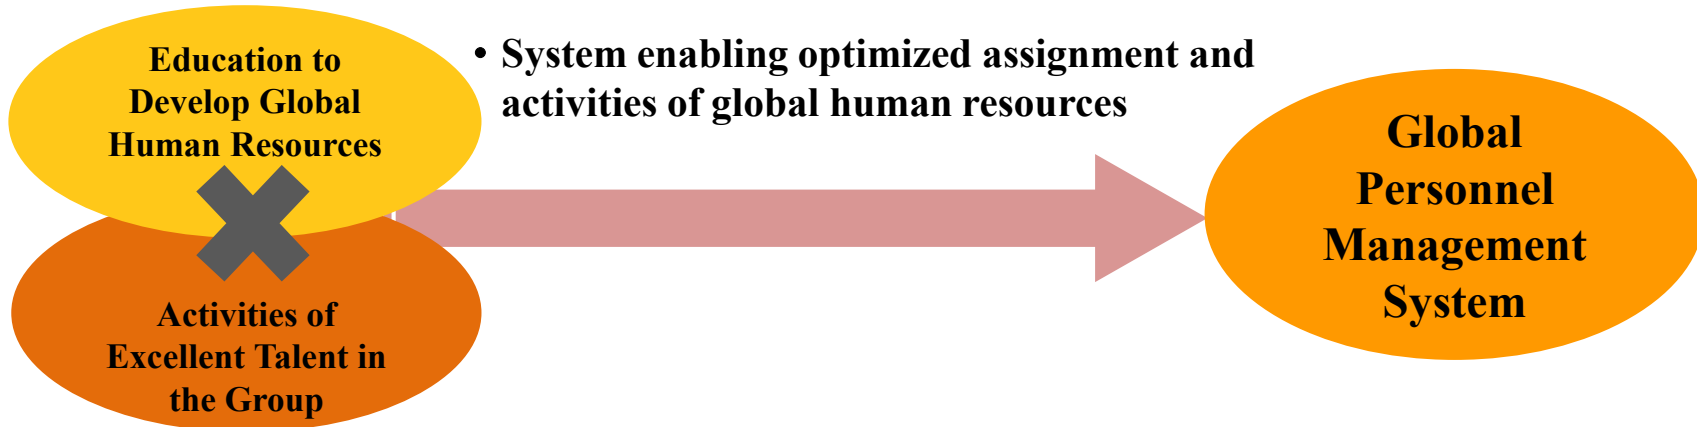 Education to
Develop Global
Human Resources
• System enabling optimized assignment and
activities of global human resources
Activities of
Excellent Talent in
the Group
Global
Personnel
Management
System